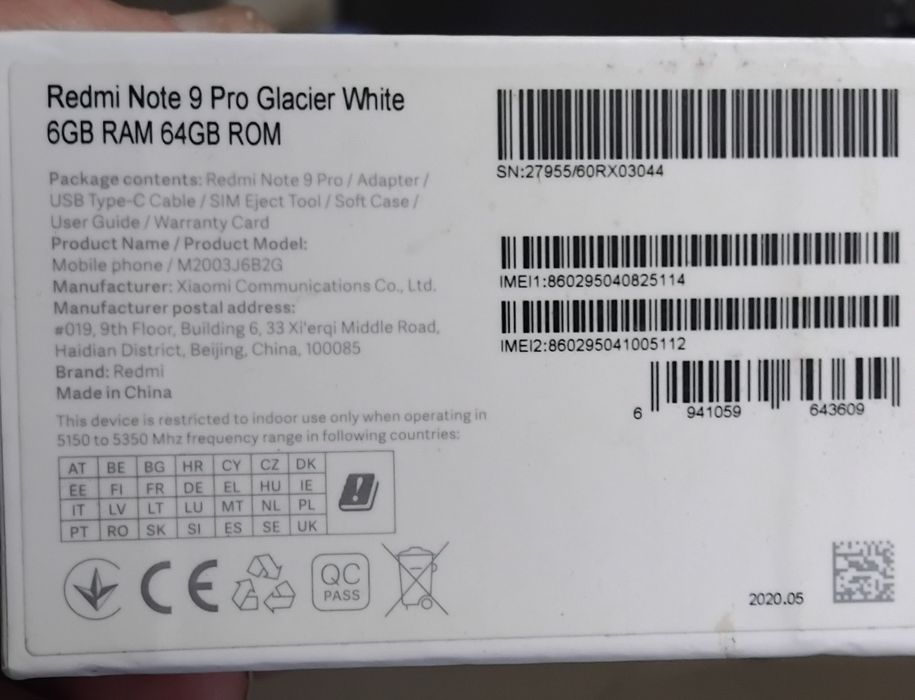 Redmi Note 9 Pro Glacier White
6GB RAM 64GB ROM
Package contents: Redmi Note 9 Pro / Adapter /
USB Type-C Cable / SIM Eject Tool / Soft Case /
User Guide / Warranty Card
Product Name / Product Model:
Mobile phone / M2003J6B2G
Manufacturer: Xiaomi Communications Co., Ltd.
Manufacturer postal address:
#019, 9th Floor, Building 6, 33 Xi'erqi Middle Road,
Haidian District, Beijing, China, 100085
Brand: Redmi
Made in China
This device is restricted to indoor use only when operating in
5150 to 5350 Mhz frequency range in following countries:
AT BE BG HR CY CZ DK
EE FI FR DE EL HU IE
IT LV LT LU MT NL PL
PT RO SK SI ES SE UK
CE
QC
PASS
SN:27955/60RX03044
IMEI1:860295040825114
IMEI2:860295041005112
6 941059 643609
2020.05